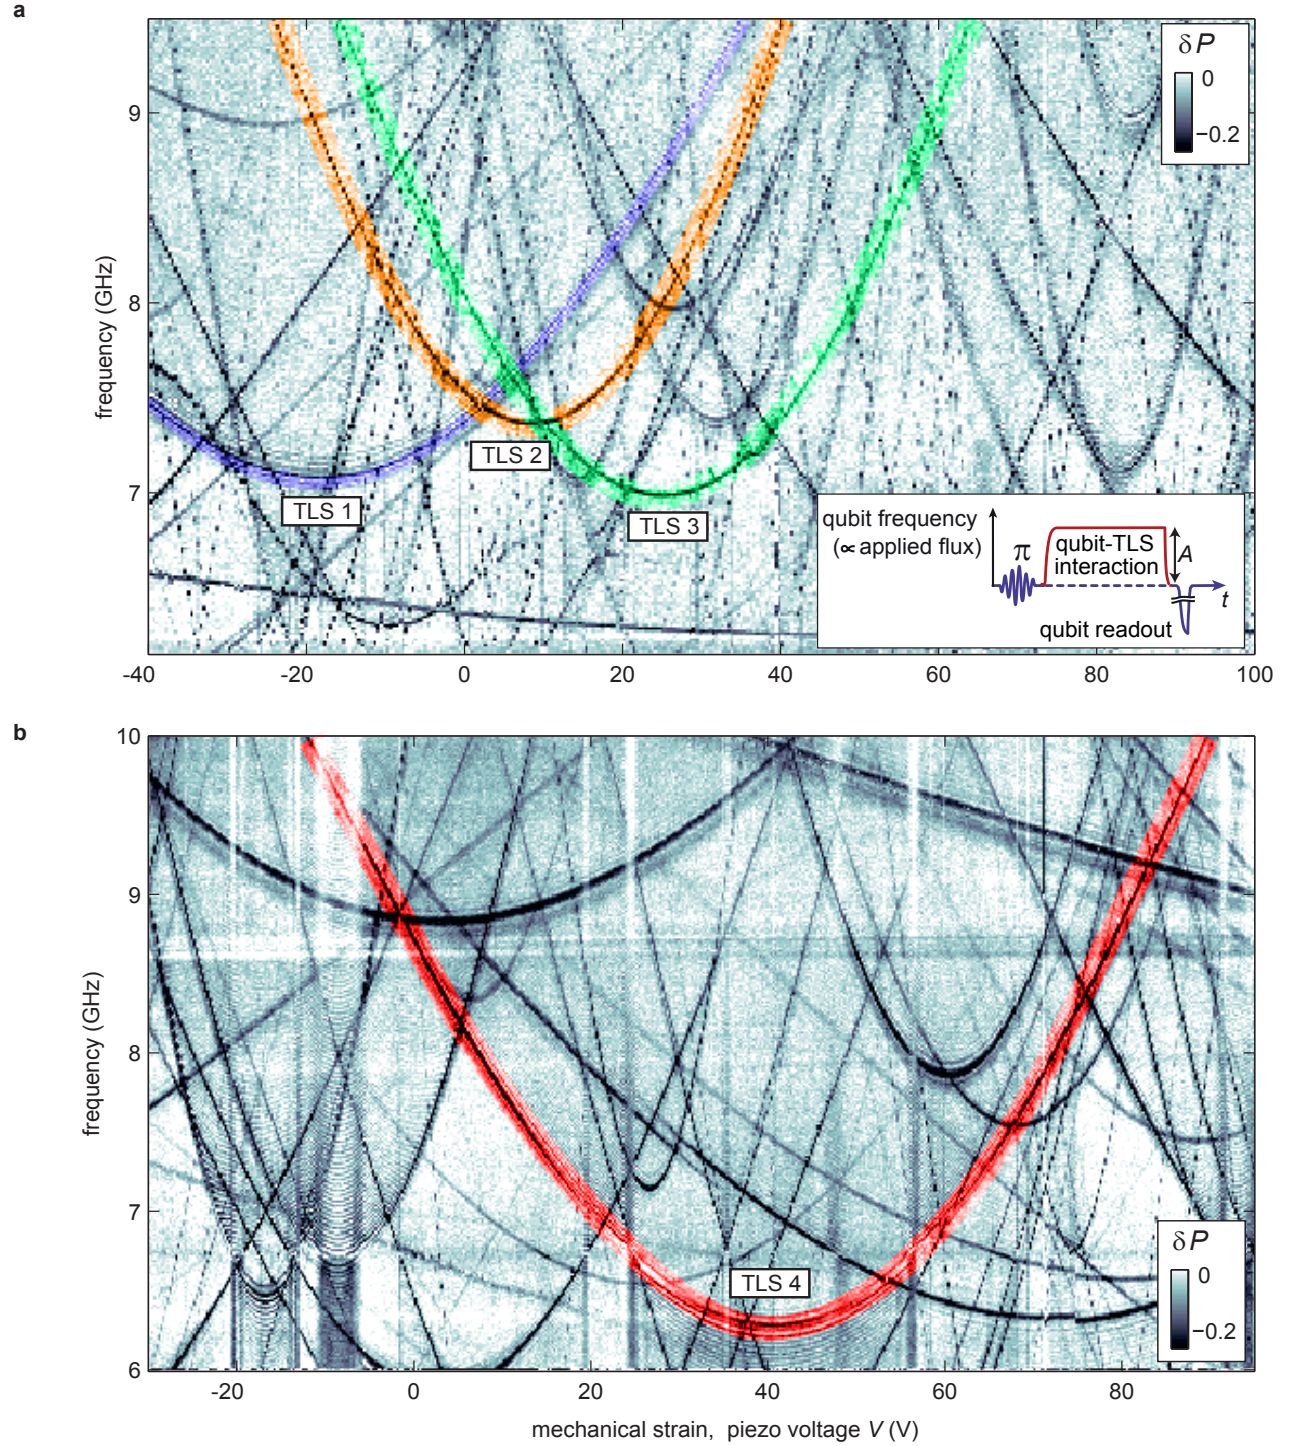 a
δP
0
−0.2
9
8
7
frequency (GHz)
TLS 1
TLS 2
TLS 3
qubit frequency
(∝ applied flux)
π
qubit-TLS
interaction
A
t
qubit readout
-40
-20
0
20
40
60
80
100
b
10
9
8
7
6
frequency (GHz)
TLS 4
δP
0
−0.2
-20
0
20
40
60
80
mechanical strain, piezo voltage V (V)